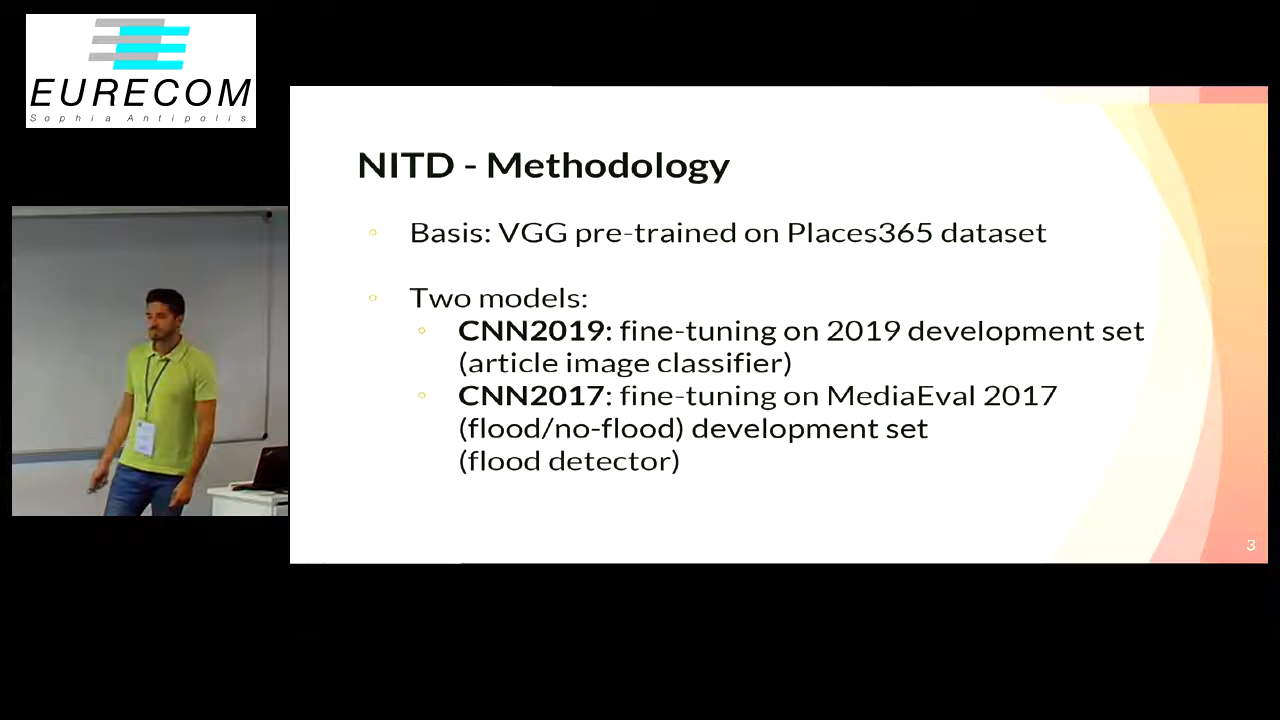 EURECOM
Sophia Antipolis
NITD - Methodology
Basis: VGG pre-trained on Places365 dataset
Two models:
CNN2019: fine-tuning on 2019 development set
(article image classifier)
CNN2017: fine-tuning on MediaEval 2017
(flood/no-flood) development set
(flood detector)
3